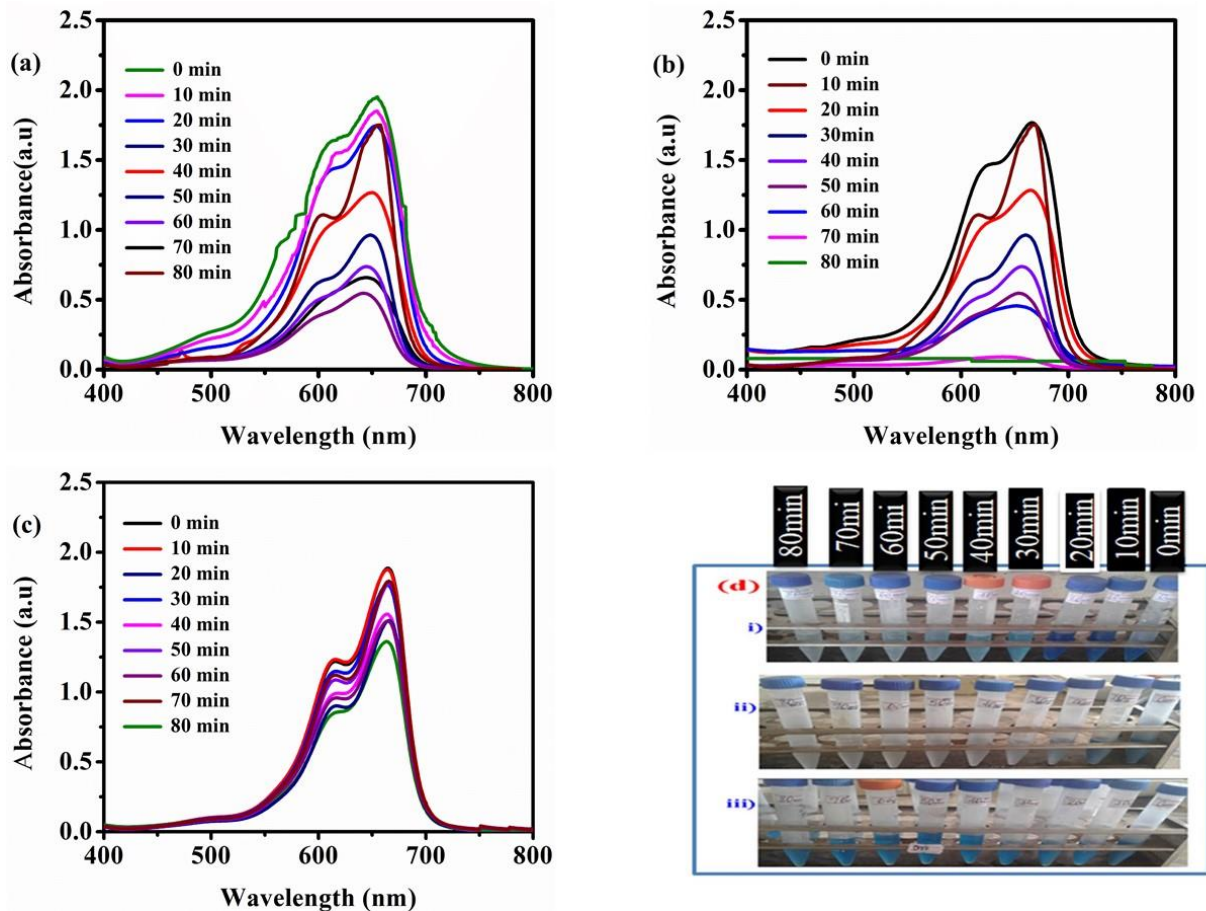 (a)
0 min
10 min
20 min
30 min
40 min
50 min
60 min
70 min
80 min
2.5
2.0
1.5
1.0
0.5
0.0
Absorbance(a.u)
400 500 600 700 800
Wavelength (nm)
(b)
0 min
10 min
20 min
30min
40 min
50 min
60 min
70 min
80 min
2.5
2.0
1.5
1.0
0.5
0.0
Absorbance (a.u)
400 500 600 700 800
Wavelength (nm)
(c)
0 min
10 min
20 min
30 min
40 min
50 min
60 min
70 min
80 min
2.5
2.0
1.5
1.0
0.5
0.0
Absorbance (a.u)
400 500 600 700 800
Wavelength (nm)
80min
70mi
60mi
50min
40min
30min
20min
10min
0min
(d)
i)
ii)
iii)